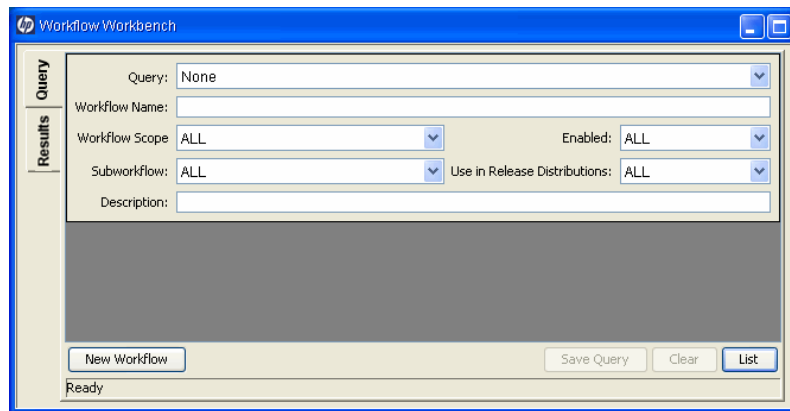 hp Workflow Workbench
Query
Results
Query: None
Workflow Name:
Workflow Scope ALL Enabled: ALL
Subworkflow: ALL Use in Release Distributions: ALL
Description:
New Workflow Save Query Clear List
Ready